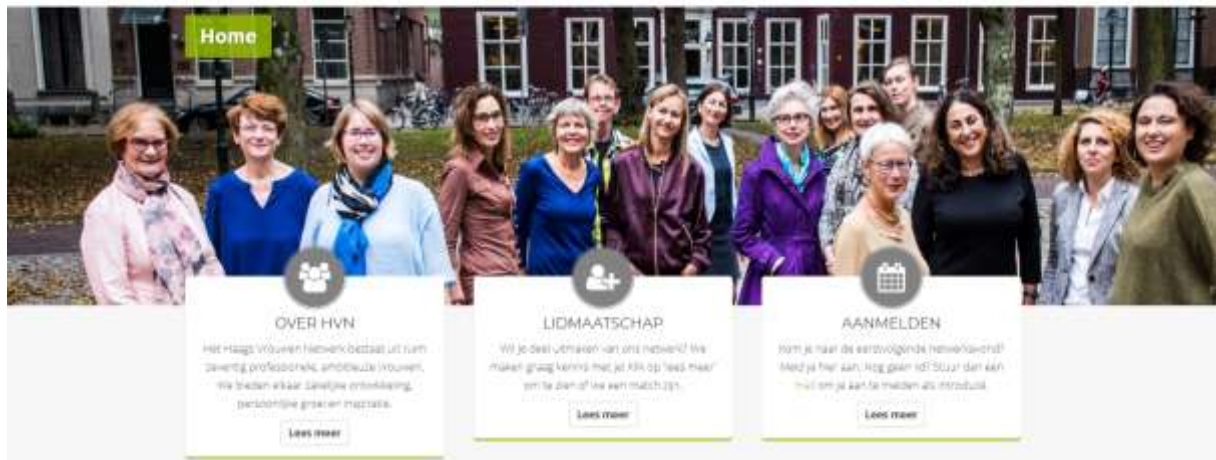 Home
OVER HVN
Het Haags Vrouwen Netwerk bestaat uit ruim
zeventig professionele, ambitieuze vrouwen.
We bieden elkaar zakelijke ontwikkeling,
persoonlijke groei en inspiratie.
Lees meer
LIDMAATSCHAP
Wil je deel uitmaken van ons netwerk? We
maken graag kennis met je! Klik op "lees meer"
om te zien of we een match zijn.
Lees meer
AANMELDEN
Kom je naar de eerstvolgende netwerkavond?
Meld je hier aan. Nog geen lid? Stuur dan een
mail om je aan te melden als introducé.
Lees meer